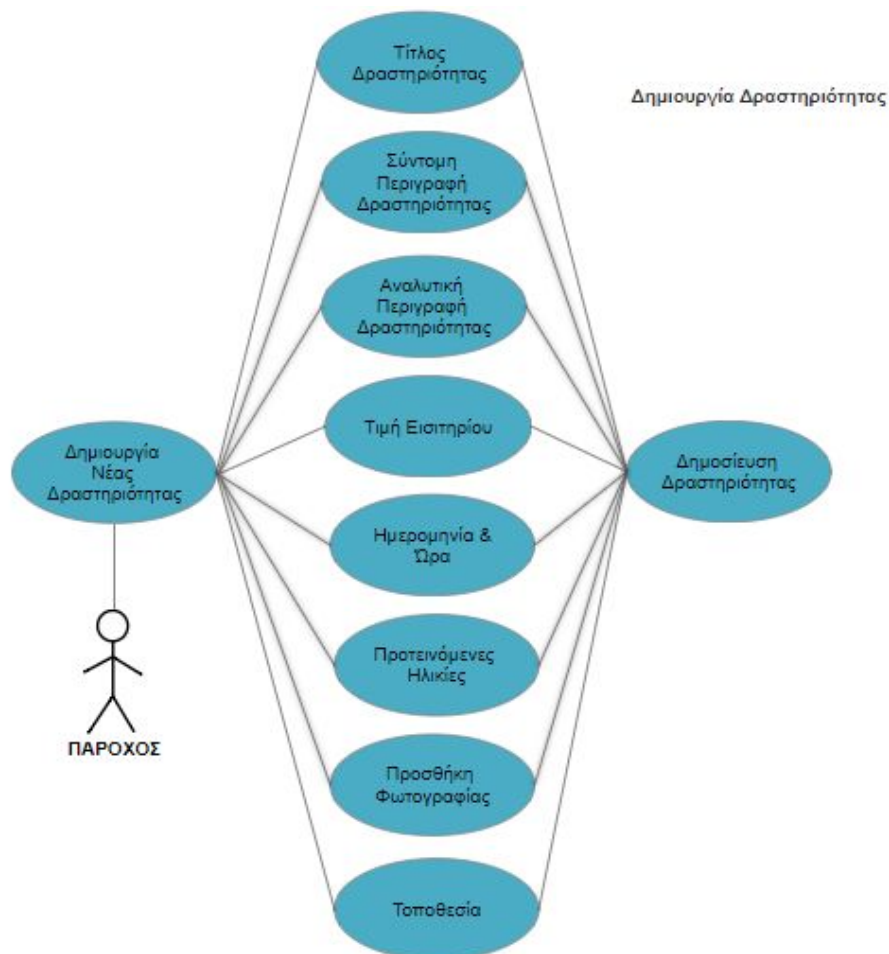 Τίτλος
Δραστηριότητας
Δημιουργία Δραστηριότητας
Σύντομη
Περιγραφή
Δραστηριότητας
Αναλυτική
Περιγραφή
Δραστηριότητας
Τιμή Εισιτηρίου
Δημιουργία
Νέας
Δραστηριότητας
Δημοσίευση
Δραστηριότητας
Ημερομηνία &
Ώρα
Προτεινόμενες
Ηλικίες
ΠΑΡΟΧΟΣ
Προσθήκη
Φωτογραφίας
Τοποθεσία